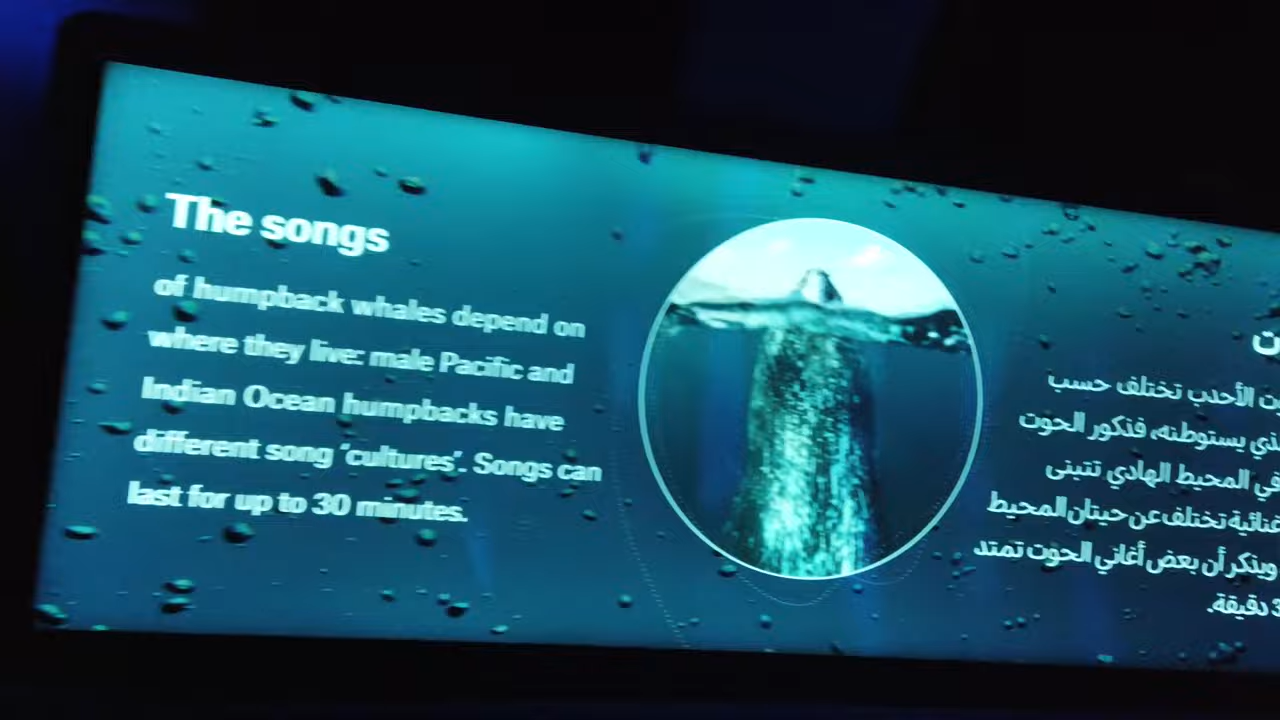 The songs
of humpback whales depend on
where they live: male Pacific and
Indian Ocean humpbacks have
different song ‘cultures’. Songs can
last for up to 30 minutes.
الأحدب تختلف حسب
يستوطنه، فذكور الحوت
في المحيط الهادي تتبنى
تختلف عن حيتان المحيط
ويذكر أن بعض أغاني الحوت تمتد
دقيقة.